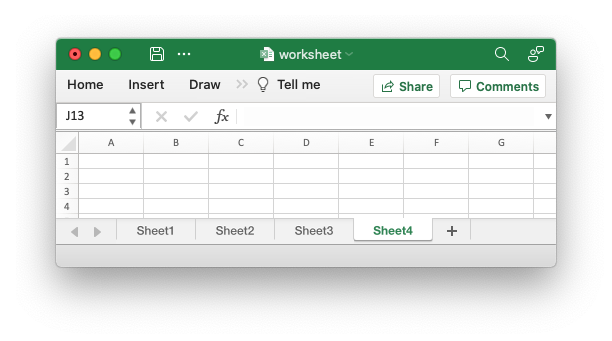 worksheet
Home Insert Draw Tell me Share Comments
J13 fx
A B C D E F G
1
2
3
4
Sheet1 Sheet2 Sheet3 Sheet4 +